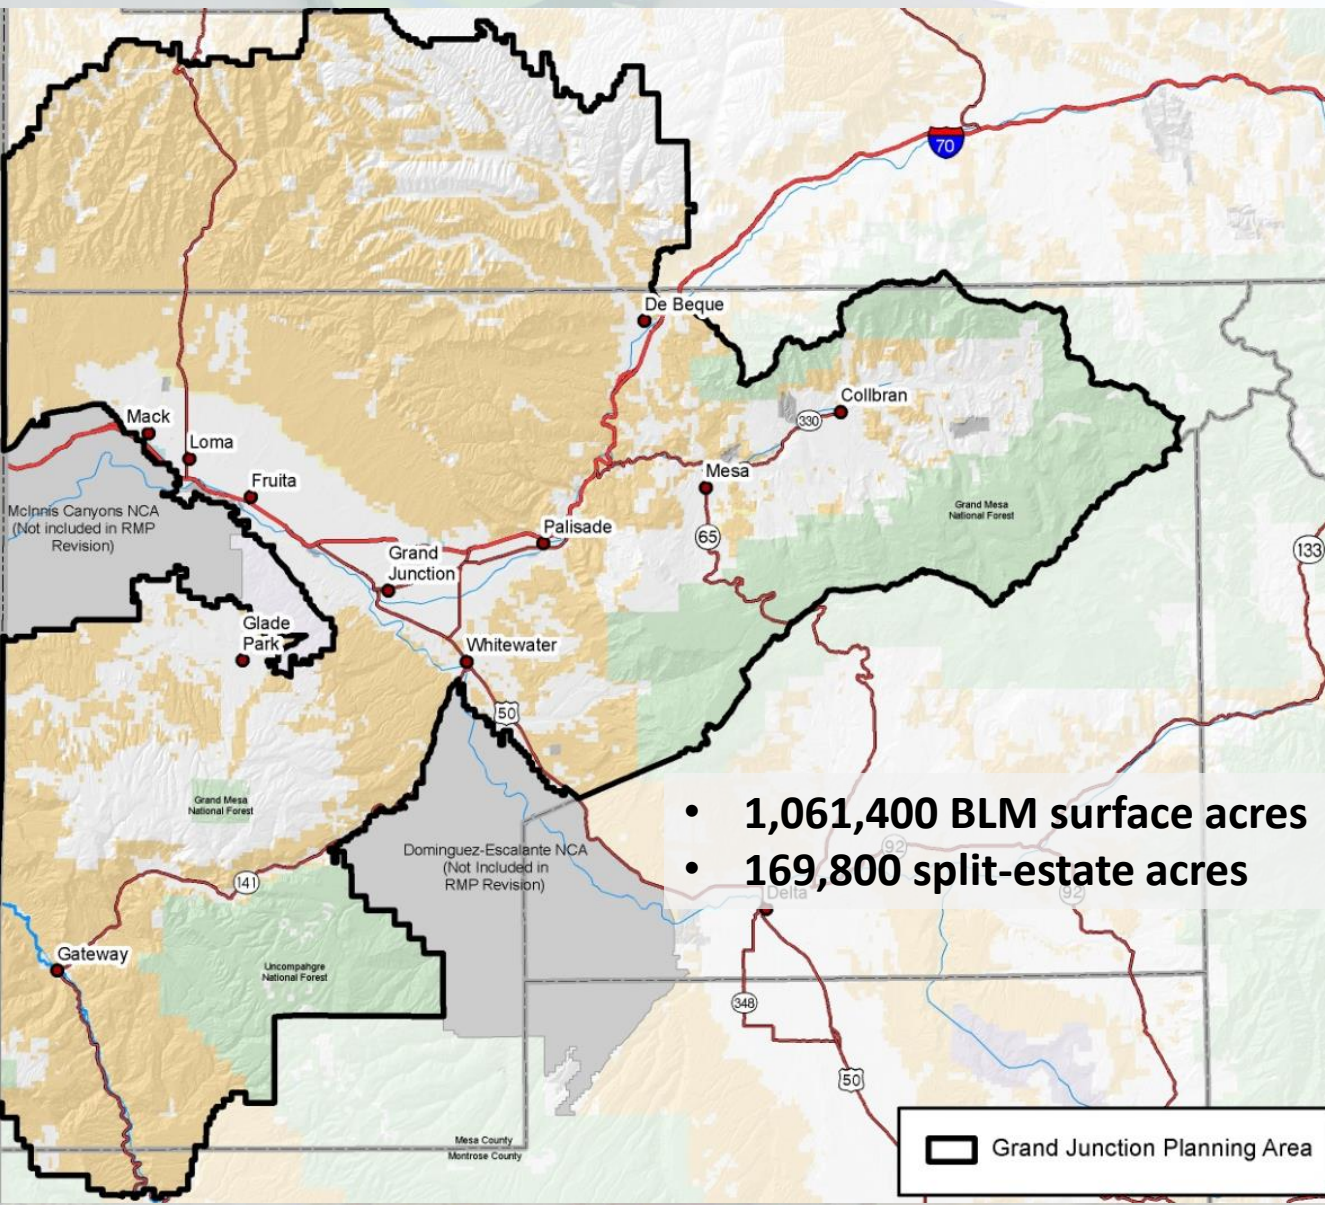 70
De Beque
Collbran
330
Mack
Loma
Mesa
Fruita
McInnis Canyons NCA
(Not included in RMP
Revision)
Grand Mesa
National Forest
Palisade
65
133
Grand
Junction
Glade
Park
Whitewater
50
Grand Mesa
National Forest
• 1,061,400 BLM surface acres
• 169,800 split-estate acres
Dominguez-Escalante NCA
(Not Included in
RMP Revision)
92
141
Delta
92
Gateway
Uncompahgre
National Forest
348
50
Mesa County
Montrose County
Grand Junction Planning Area